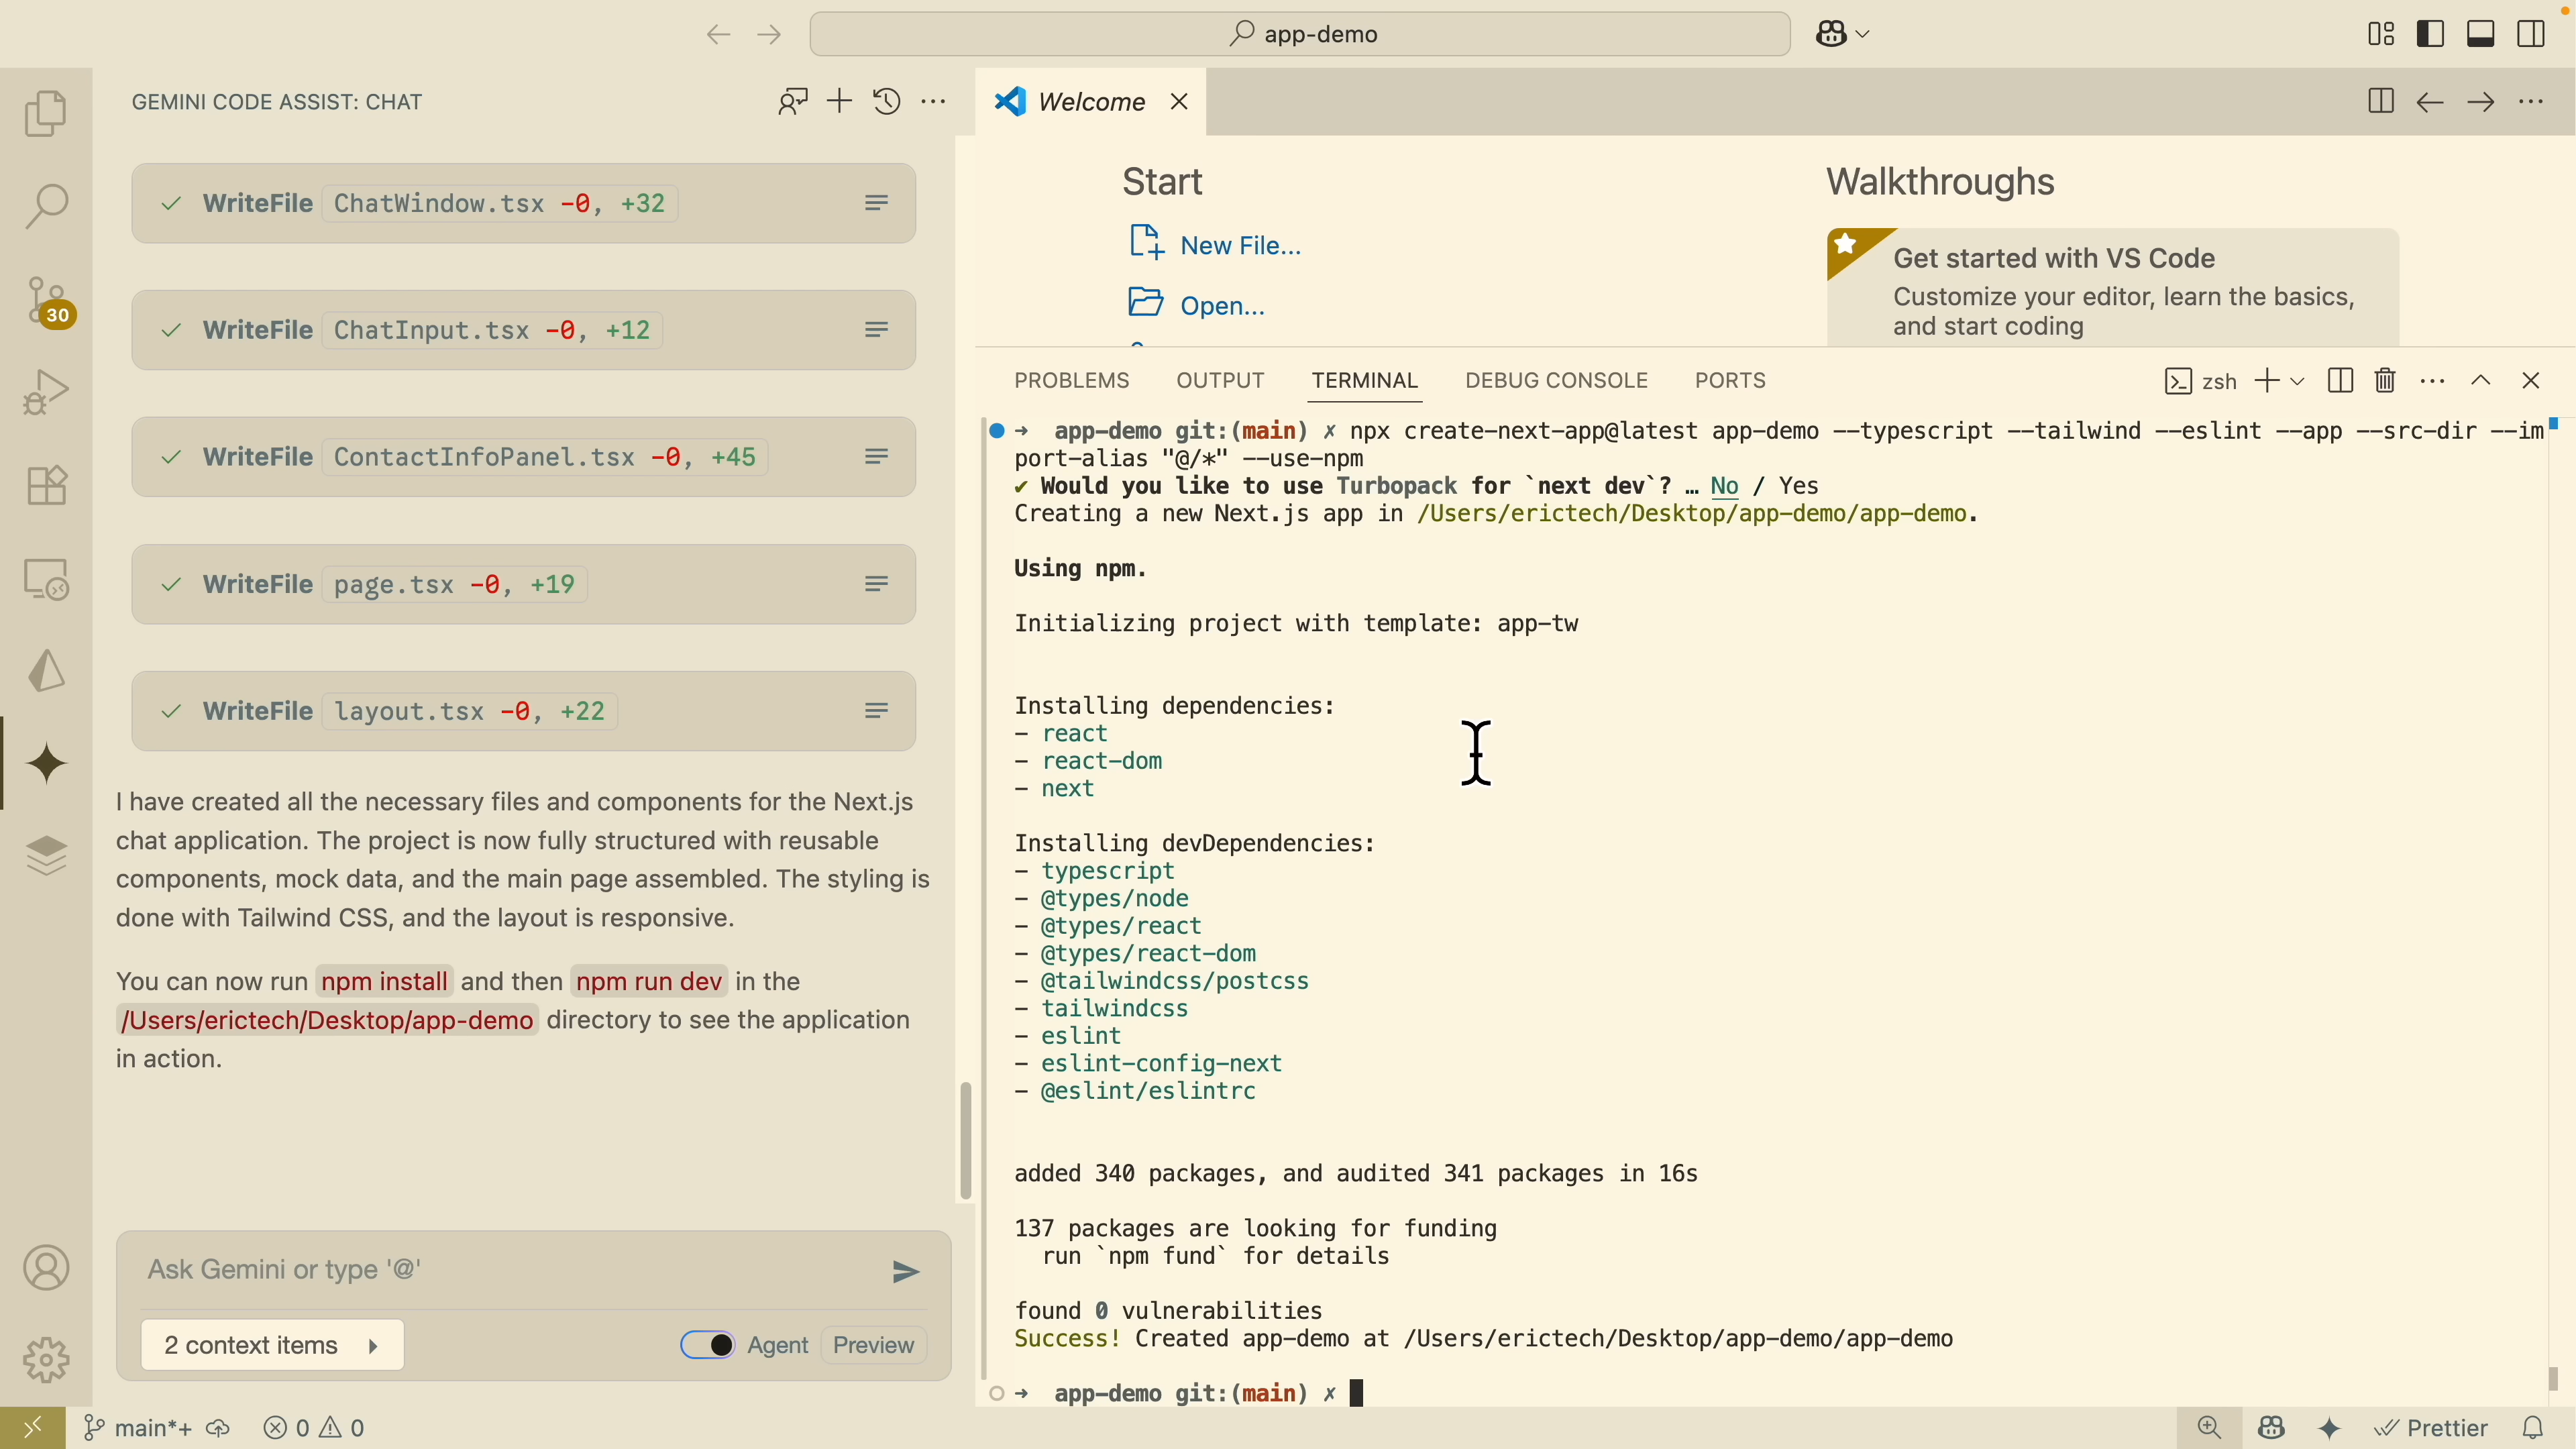 app-demo
GEMINI CODE ASSIST: CHAT
WriteFile ChatWindow.tsx -0, +32
WriteFile ChatInput.tsx -0, +12
WriteFile ContactInfoPanel.tsx -0, +45
WriteFile page.tsx -0, +19
WriteFile layout.tsx -0, +22
I have created all the necessary files and components for the Next.js
chat application. The project is now fully structured with reusable
components, mock data, and the main page assembled. The styling is
done with Tailwind CSS, and the layout is responsive.
You can now run npm install and then npm run dev in the
/Users/erictech/Desktop/app-demo directory to see the application
in action.
Ask Gemini or type '@'
2 context items
Agent
Preview
30
Welcome
Start
New File...
Open...
Walkthroughs
Get started with VS Code
Customize your editor, learn the basics,
and start coding
PROBLEMS OUTPUT TERMINAL DEBUG CONSOLE PORTS
zsh
➜ app-demo git:(main) ✗ npx create-next-app@latest app-demo --typescript --tailwind --eslint --app --src-dir --im
port-alias "@/*" --use-npm
✔ Would you like to use Turbopack for `next dev`? … No / Yes
Creating a new Next.js app in /Users/erictech/Desktop/app-demo/app-demo.
Using npm.
Initializing project with template: app-tw
Installing dependencies:
- react
- react-dom
- next
Installing devDependencies:
- typescript
- @types/node
- @types/react
- @types/react-dom
- @tailwindcss/postcss
- tailwindcss
- eslint
- eslint-config-next
- @eslint/eslintrc
added 340 packages, and audited 341 packages in 16s
137 packages are looking for funding
run `npm fund` for details
found 0 vulnerabilities
Success! Created app-demo at /Users/erictech/Desktop/app-demo/app-demo
➜ app-demo git:(main) ✗
main*+
0
0
Prettier